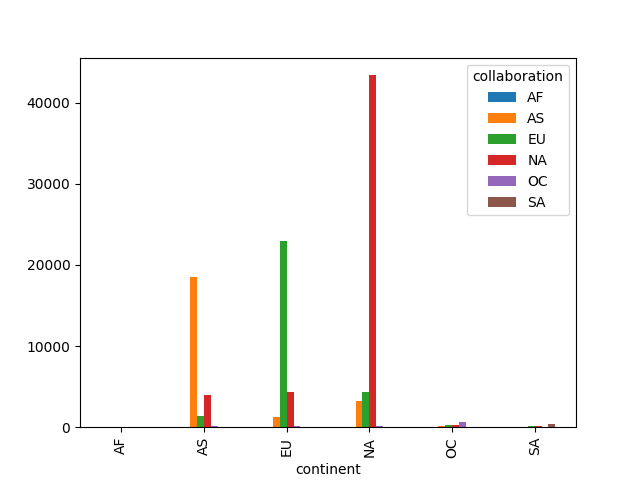 collaboration
AF
AS
EU
NA
OC
SA
40000
30000
20000
10000
0
AF
AS
EU
NA
OC
SA
continent